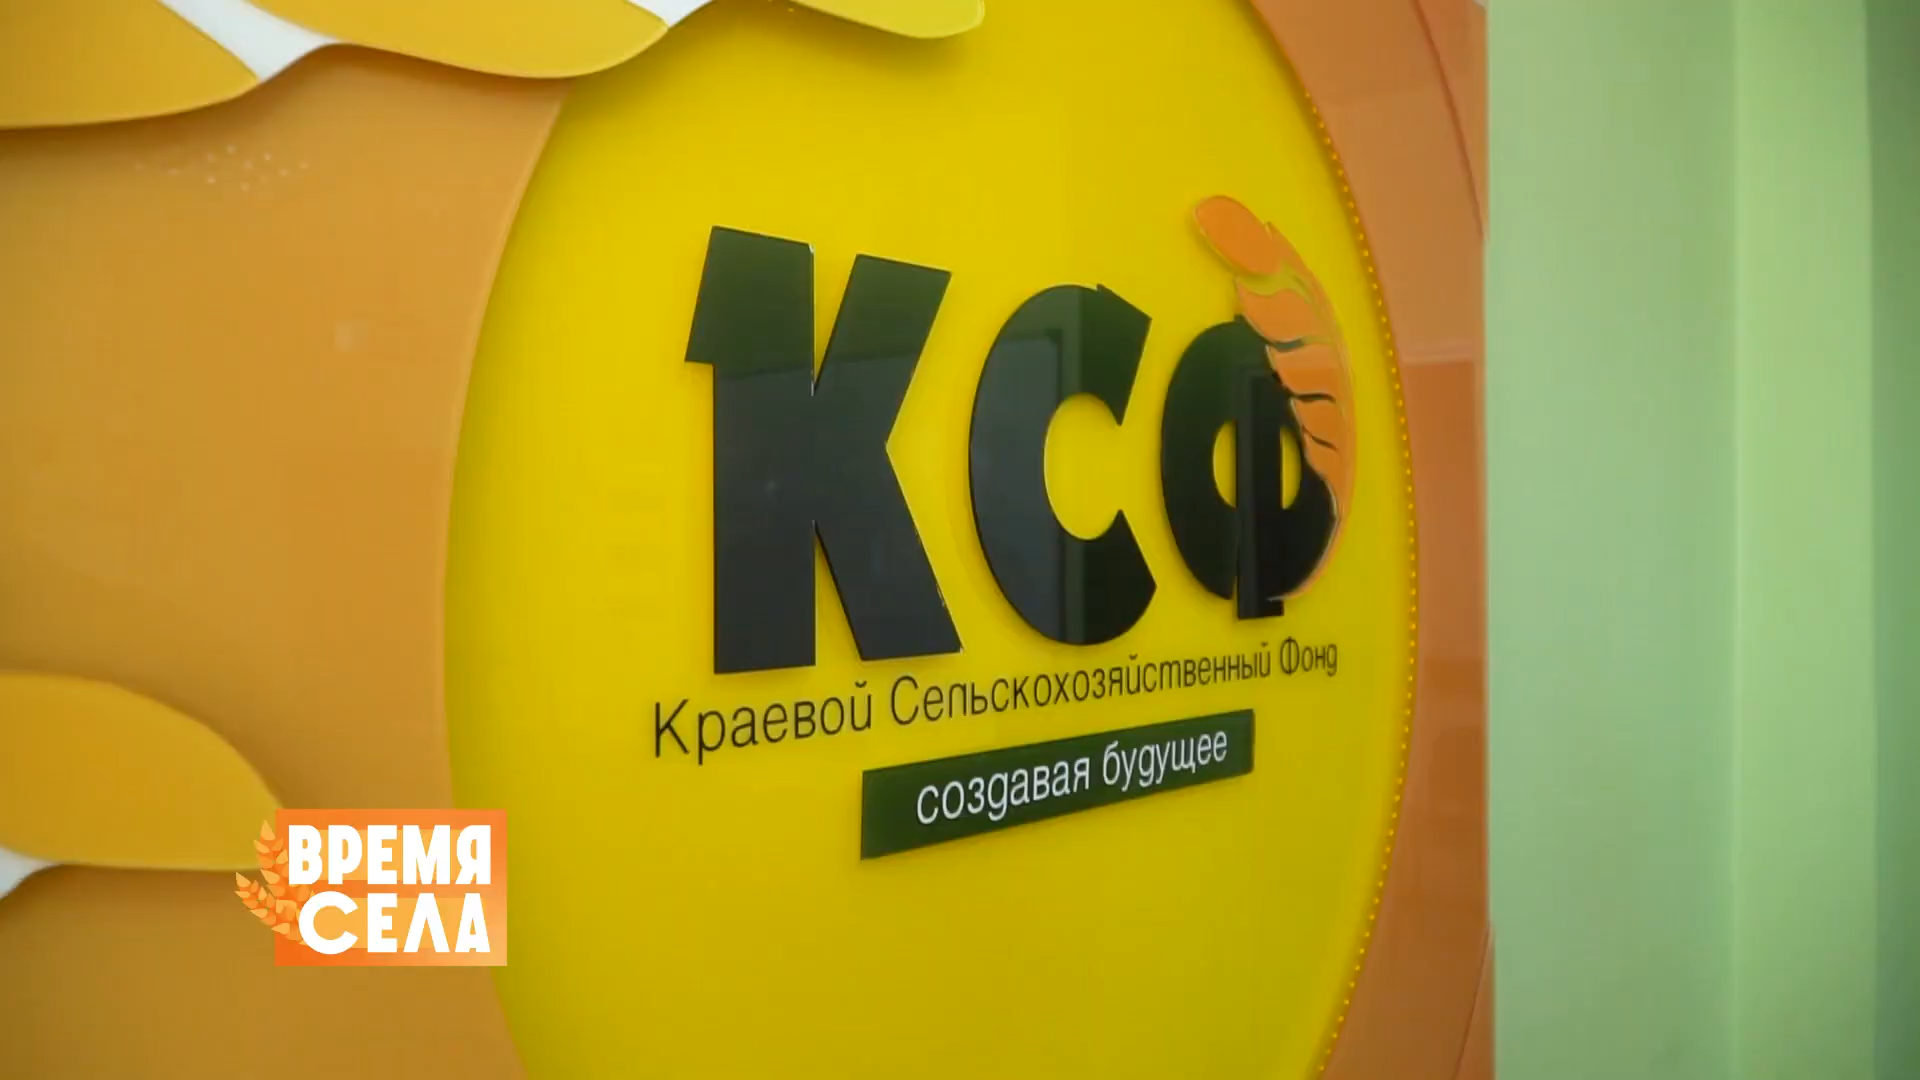 КСФ
Краевой Сельскохозяйственный Фонд
создавая будущее
ВРЕМЯ
СЕЛА